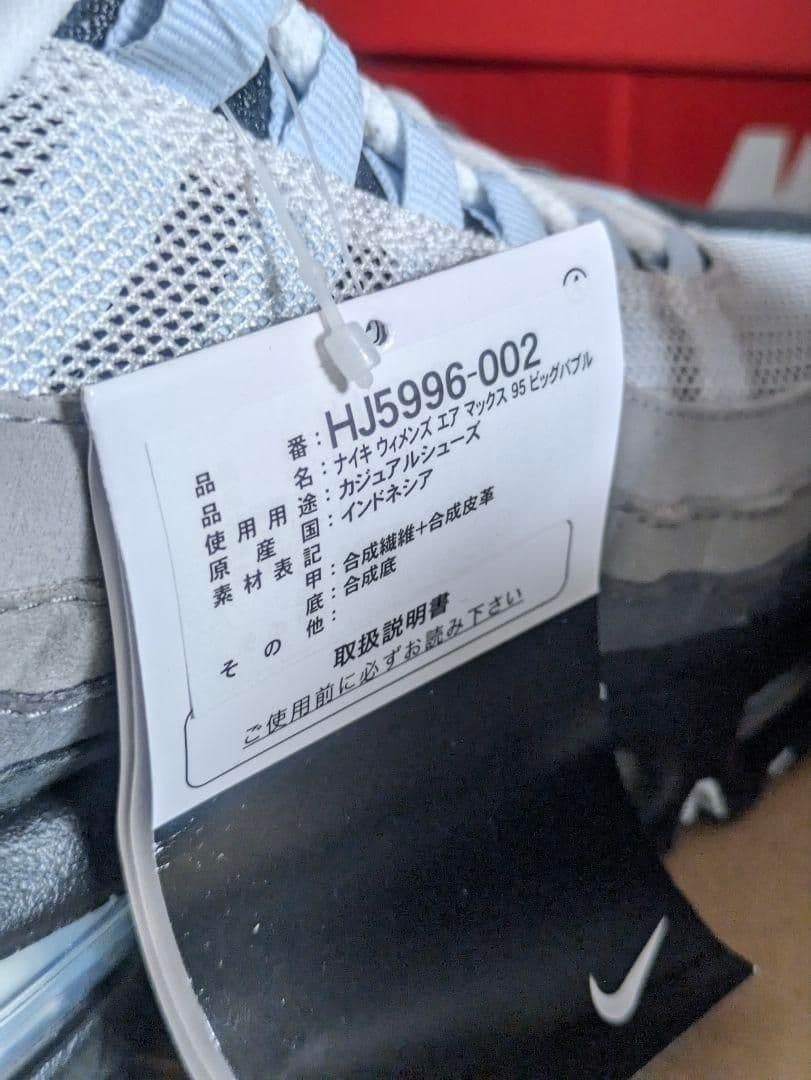 品番：HJ5996-002
品名：ナイキ ウィメンズ エア マックス 95 ビッグバブル
使用用途：カジュアルシューズ
原産国：インドネシア
素材表記
甲：合成繊維+合成皮革
底：合成底
その他：
取扱説明書
ご使用前に必ずお読み下さい